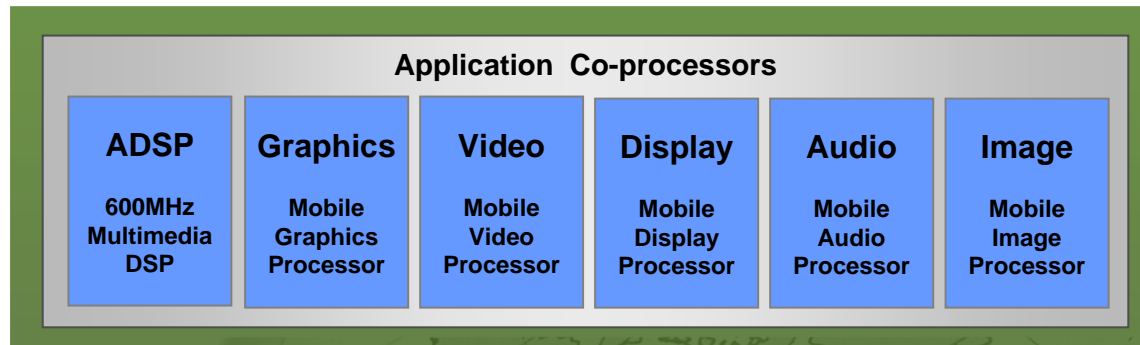 Application Co-processors
ADSP
600MHz
Multimedia
DSP
Graphics
Mobile
Graphics
Processor
Video
Mobile
Video
Processor
Display
Mobile
Display
Processor
Audio
Mobile
Audio
Processor
Image
Mobile
Image
Processor